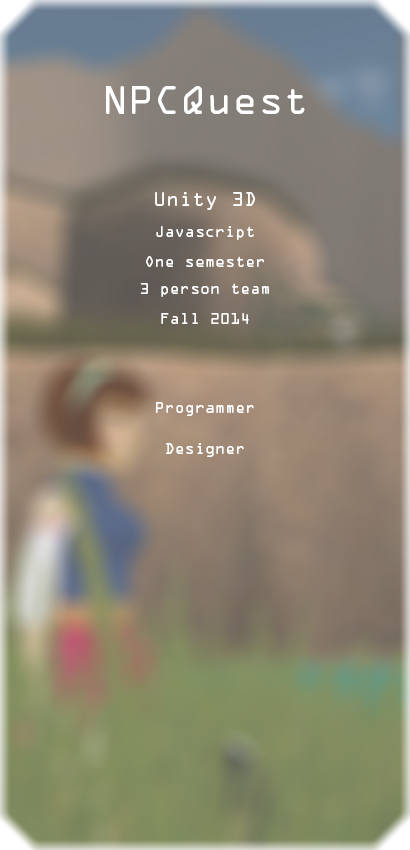 NPCQuest
Unity 3D
Javascript
One semester
3 person team
Fall 2014
Programmer
Designer